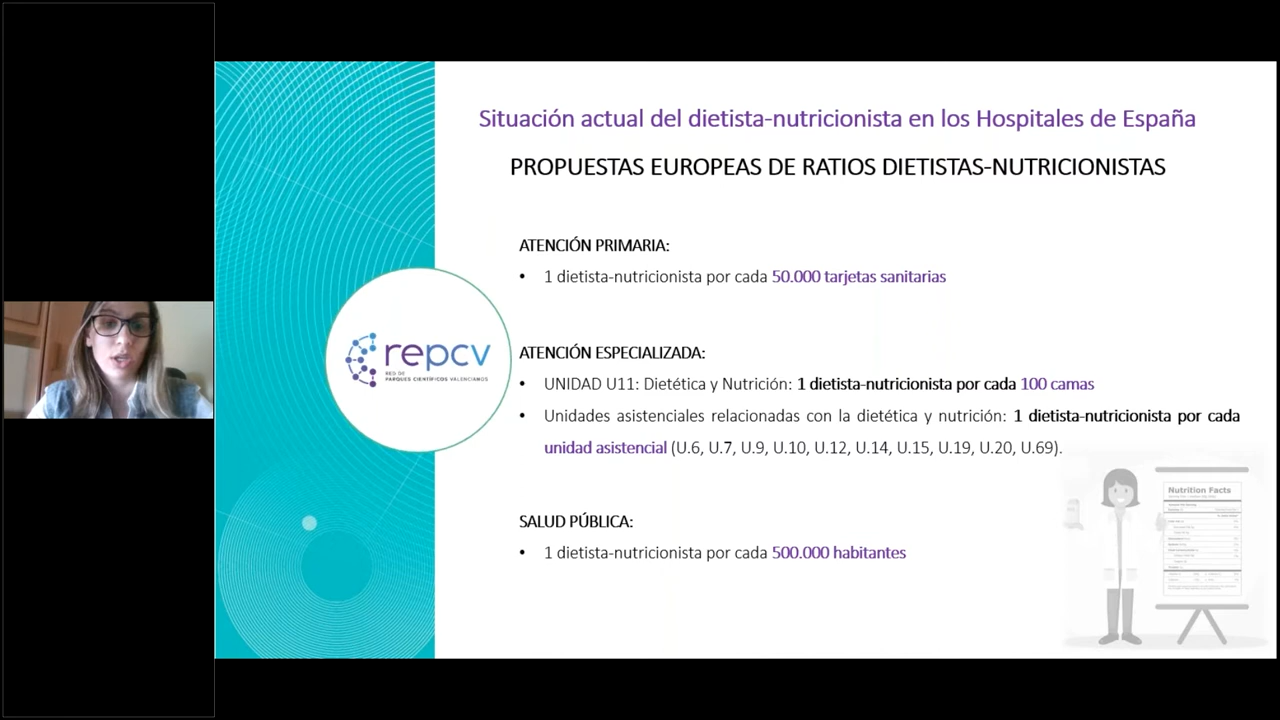 Situación actual del dietista-nutricionista en los Hospitales de España
PROPUESTAS EUROPEAS DE RATIOS DIETISTAS-NUTRICIONISTAS
ATENCIÓN PRIMARIA:
• 1 dietista-nutricionista por cada 50.000 tarjetas sanitarias
ATENCIÓN ESPECIALIZADA:
• UNIDAD U11: Dietética y Nutrición: 1 dietista-nutricionista por cada 100 camas
• Unidades asistenciales relacionadas con la dietética y nutrición: 1 dietista-nutricionista por cada
unidad asistencial (U.6, U.7, U.9, U.10, U.12, U.14, U.15, U.19, U.20, U.69).
SALUD PÚBLICA:
• 1 dietista-nutricionista por cada 500.000 habitantes
repcv
RED DE
PARQUES CIENTÍFICOS VALENCIANOS
Nutrition Facts